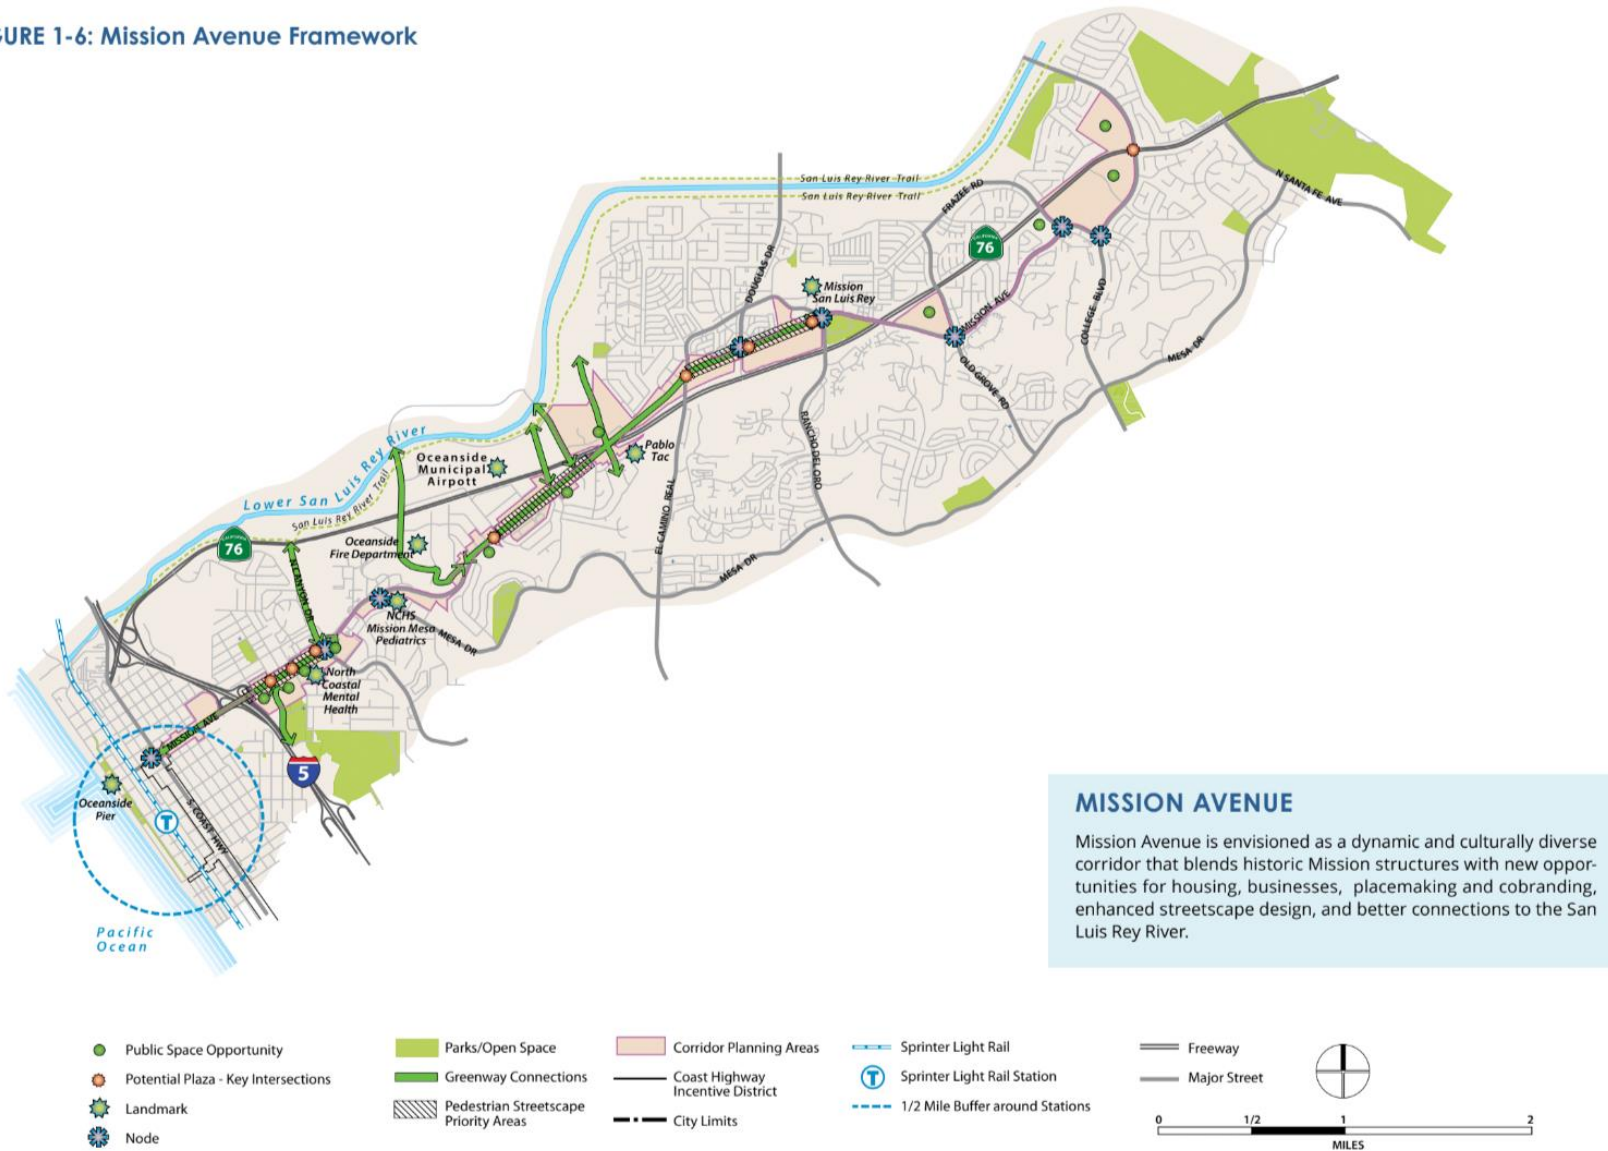 GURE 1-6: Mission Avenue Framework
San Luis Rey River Trail
San Luis Rey River Trail
FRAZEE RD
N SANTA FE AVE
CALIFORNIA
76
DOUGLAS DR
Mission
San Luis Rey
MISSION AVE
COLLEGE BLVD
MESA DR
OLD GROVE RD
RANCHO DEL ORO
Pablo
Tac
Oceanside
Municipal
Airpott
Lower San Luis Rey River
San Luis Rey River Trail
EL CAMINO REAL
CALIFORNIA
76
Oceanside
Fire Department
MESA DR
N CANYON DR
NCHS
Mission Mesa
Pediatrics
MESA DR
North
Coastal
Mental
Health
MISSION AVE
5
Oceanside
Pier
T
S COAST HWY
Pacific
Ocean
MISSION AVENUE
Mission Avenue is envisioned as a dynamic and culturally diverse
corridor that blends historic Mission structures with new oppor-
tunities for housing, businesses, placemaking and cobranding,
enhanced streetscape design, and better connections to the San
Luis Rey River.
Public Space Opportunity
Potential Plaza - Key Intersections
Landmark
Node
Parks/Open Space
Greenway Connections
Pedestrian Streetscape
Priority Areas
Corridor Planning Areas
Coast Highway
Incentive District
City Limits
Sprinter Light Rail
T Sprinter Light Rail Station
1/2 Mile Buffer around Stations
Freeway
Major Street
0 1/2 1 2
MILES